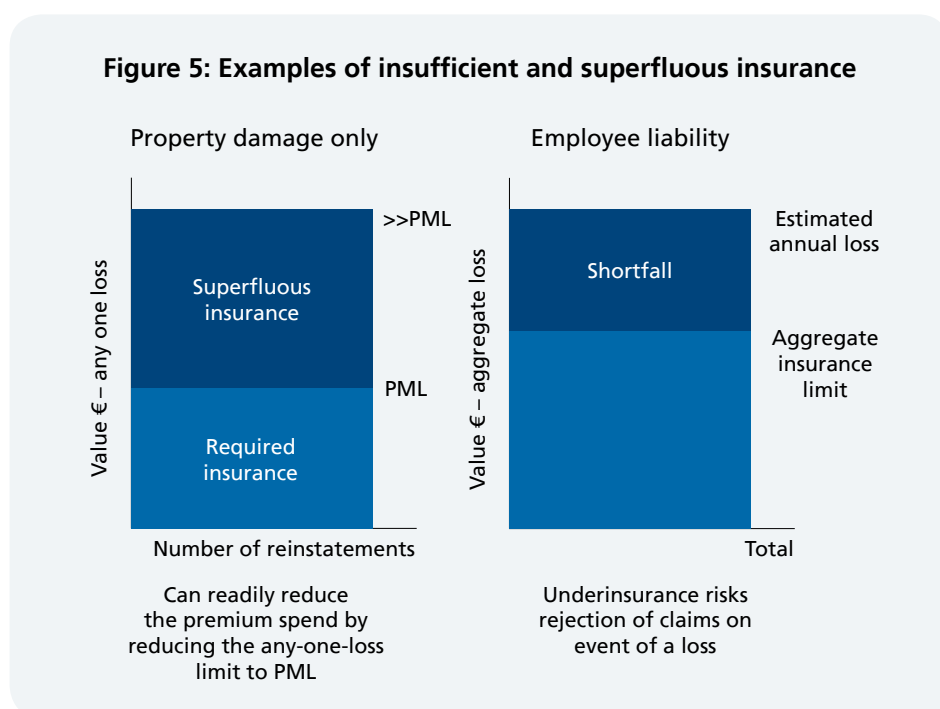 Figure 5: Examples of insufficient and superfluous insurance
Property damage only
Value € – any one loss
>>PML
Superfluous
insurance
PML
Required
insurance
Number of reinstatements
Can readily reduce
the premium spend by
reducing the any-one-loss
limit to PML
Employee liability
Value € – aggregate loss
Estimated
annual loss
Shortfall
Aggregate
insurance
limit
Total
Underinsurance risks
rejection of claims on
event of a loss